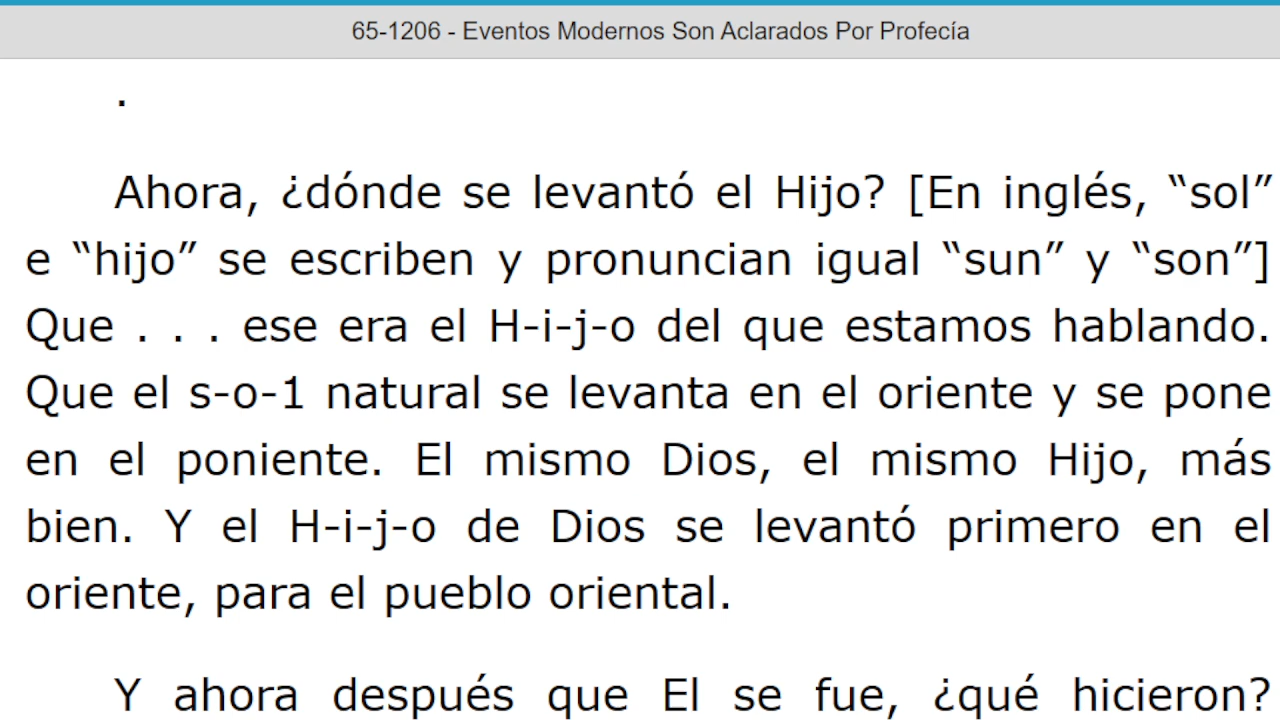 65-1206 - Eventos Modernos Son Aclarados Por Profecía
.
Ahora, ¿dónde se levantó el Hijo? [En inglés, “sol”
e “hijo” se escriben y pronuncian igual “sun” y “son”]
Que . . . ese era el H-i-j-o del que estamos hablando.
Que el s-o-1 natural se levanta en el oriente y se pone
en el poniente. El mismo Dios, el mismo Hijo, más
bien. Y el H-i-j-o de Dios se levantó primero en el
oriente, para el pueblo oriental.
Y ahora después que El se fue, ¿qué hicieron?